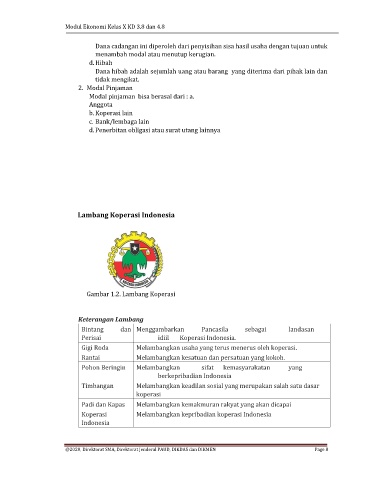 Modul Ekonomi Kelas X KD 3.8 dan 4.8
Dana cadangan ini diperoleh dari penyisihan sisa hasil usaha dengan tujuan untuk
menambah modal atau menutup kerugian.
d. Hibah
Dana hibah adalah sejumlah uang atau barang yang diterima dari pihak lain dan
tidak mengikat.
2. Modal Pinjaman
Modal pinjaman bisa berasal dari : a.
Anggota
b. Koperasi lain
c. Bank/lembaga lain
d. Penerbitan obligasi atau surat utang lainnya
Lambang Koperasi Indonesia
Gambar 1.2. Lambang Koperasi
Keterangan Lambang
Bintang dan Menggambarkan Pancasila sebagai landasan
Perisai idiil Koperasi Indonesia.
Gigi Roda Melambangkan usaha yang terus menerus oleh koperasi.
Rantai Melambangkan kesatuan dan persatuan yang kokoh.
Pohon Beringin Melambangkan sifat kemasyarakatan yang
berkepribadian Indonesia
Timbangan Melambangkan keadilan sosial yang merupakan salah satu dasar
koperasi
Padi dan Kapas Melambangkan kemakmuran rakyat yang akan dicapai
Koperasi Melambangkan kepribadian koperasi Indonesia
Indonesia
@2020, Direktorat SMA, Direktorat Jenderal PAUD, DIKDAS dan DIKMEN Page 8